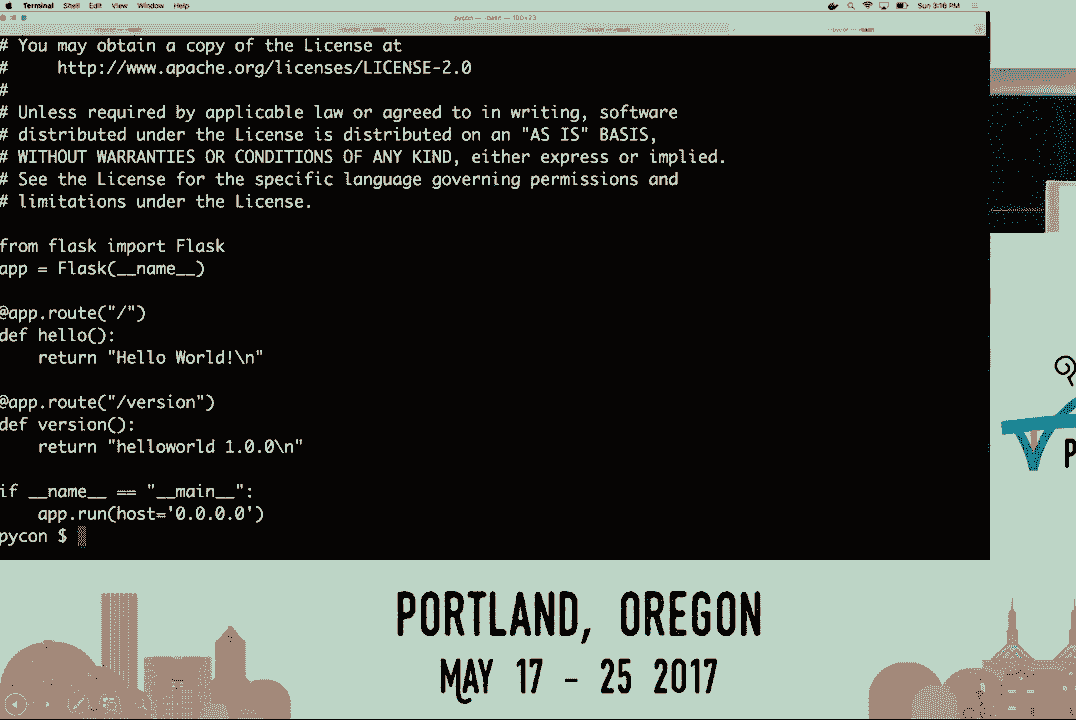 Terminal Shell Edit View Window Help Sun 3:16 PM
pycon — -bash — 100×23
# You may obtain a copy of the License at
#     http://www.apache.org/licenses/LICENSE-2.0
#
# Unless required by applicable law or agreed to in writing, software
# distributed under the License is distributed on an "AS IS" BASIS,
# WITHOUT WARRANTIES OR CONDITIONS OF ANY KIND, either express or implied.
# See the License for the specific language governing permissions and
# limitations under the License.
from flask import Flask
app = Flask(__name__)
@app.route("/")
def hello():
    return "Hello World!\n"
@app.route("/version")
def version():
    return "helloworld 1.0.0\n"
if __name__ == "__main__":
    app.run(host='0.0.0.0')
pycon $
P
PORTLAND, OREGON
MAY 17 - 25 2017